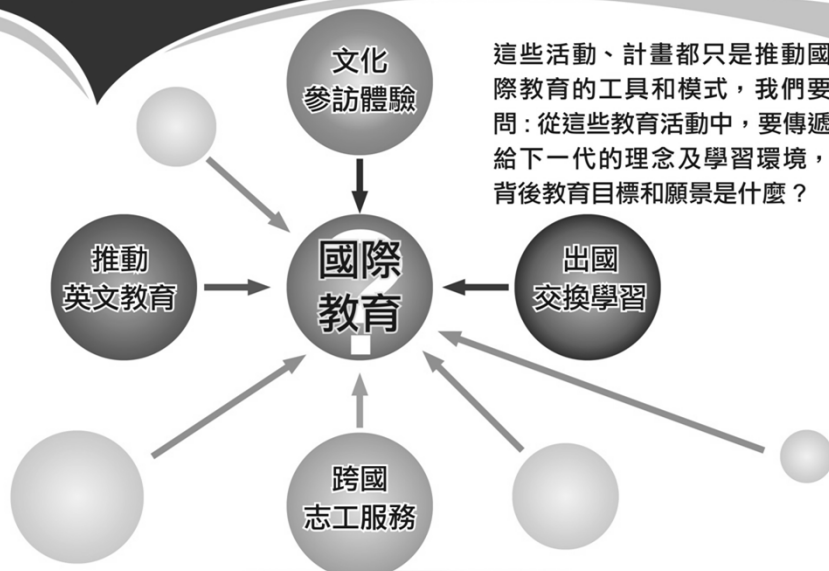 文化
參訪體驗
這些活動、計畫都只是推動國
際教育的工具和模式，我們要
問：從這些教育活動中，要傳遞
給下一代的理念及學習環境，
背後教育目標和願景是什麼？
推動
英文教育
?
國際
教育
出國
交換學習
跨國
志工服務